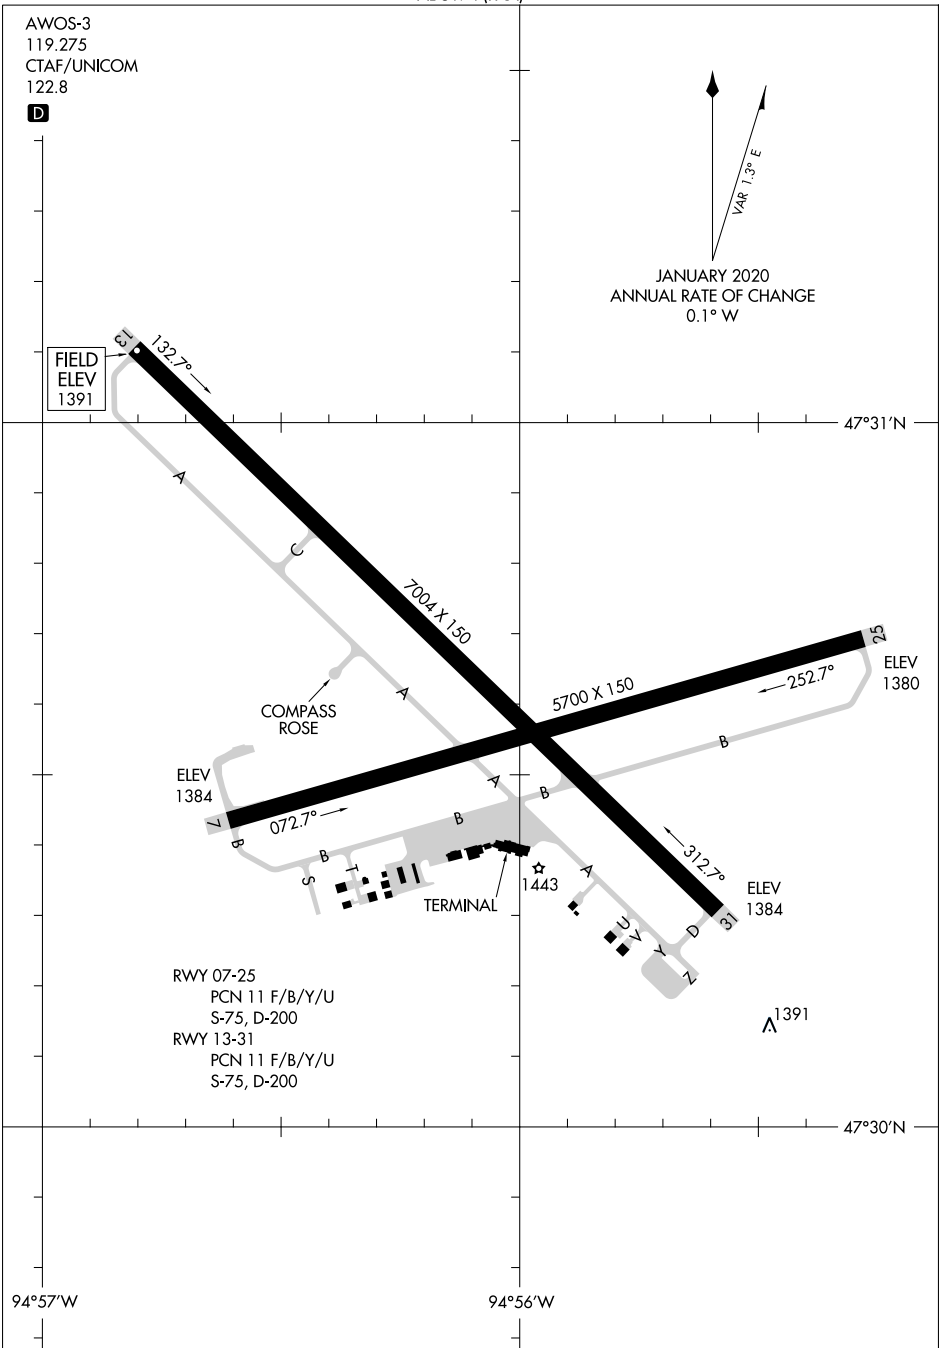 AWOS-3
119.275
CTAF/UNICOM
122.8
D
VAR 1.3° E
JANUARY 2020
ANNUAL RATE OF CHANGE
0.1° W
13
132.7°
FIELD
ELEV
1391
47°31'N
A
C
7004 X 150
25
ELEV
1380
252.7°
5700 X 150
A
COMPASS
ROSE
B
ELEV
1384
A
B
7
072.7°
B
B
B
S
T
TERMINAL
1443
A
312.7°
ELEV
1384
31
U
V
D
Y
Z
RWY 07-25
PCN 11 F/B/Y/U
S-75, D-200
RWY 13-31
PCN 11 F/B/Y/U
S-75, D-200
1391
47°30'N
94°57'W
94°56'W